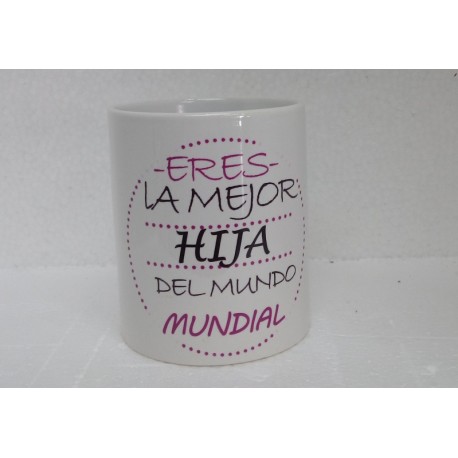 -ERES-
LA MEJOR
HIJA
DEL MUNDO
MUNDIAL